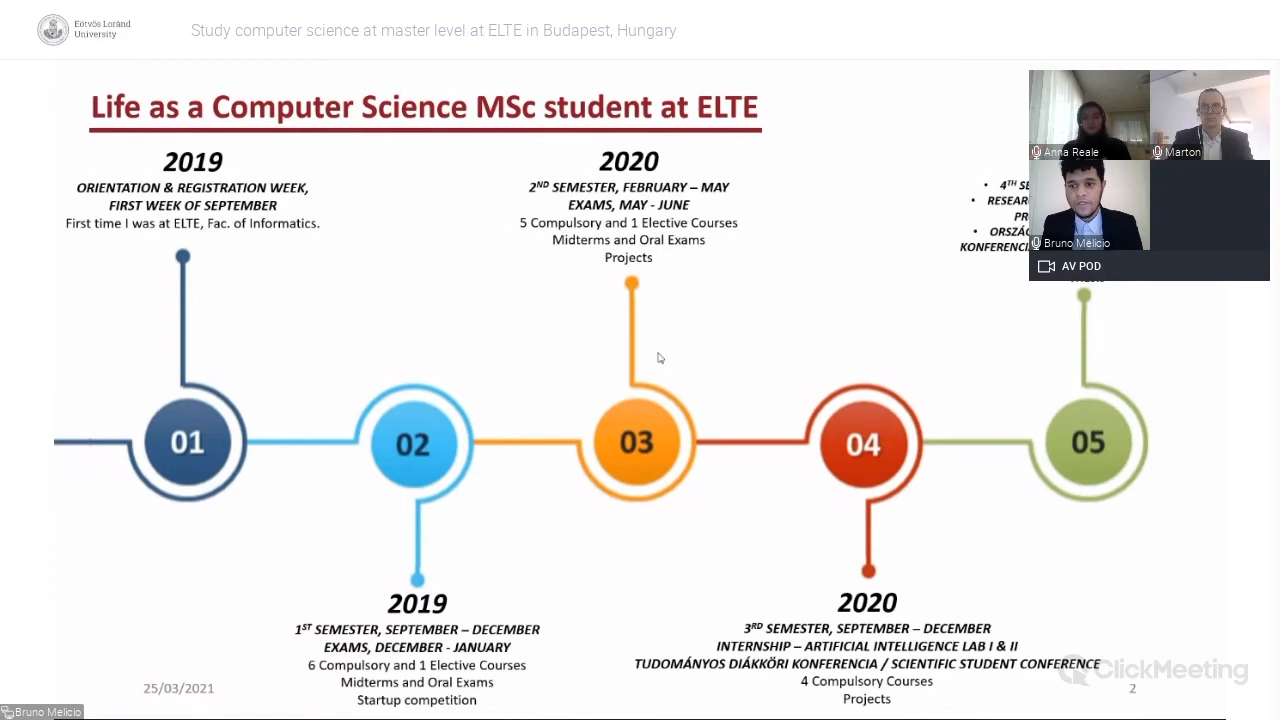 Eötvös Loránd
University
Study computer science at master level at ELTE in Budapest, Hungary
Life as a Computer Science MSc student at ELTE
2019
ORIENTATION & REGISTRATION WEEK,
FIRST WEEK OF SEPTEMBER
First time I was at ELTE, Fac. of Informatics.
2020
2ND SEMESTER, FEBRUARY – MAY
EXAMS, MAY - JUNE
5 Compulsory and 1 Elective Courses
Midterms and Oral Exams
Projects
• 4TH
•
•
Anna Reale
Marton
Bruno Melicio
AV POD
01
02
03
04
05
2019
1ST SEMESTER, SEPTEMBER – DECEMBER
EXAMS, DECEMBER - JANUARY
6 Compulsory and 1 Elective Courses
Midterms and Oral Exams
Startup competition
2020
3RD SEMESTER, SEPTEMBER – DECEMBER
INTERNSHIP – ARTIFICIAL INTELLIGENCE LAB I & II
TUDOMÁNYOS DIÁKKÖRI KONFERENCIA / SCIENTIFIC STUDENT CONFERENCE
4 Compulsory Courses
Projects
25/03/2021
2
ClickMeeting
Bruno Melicio